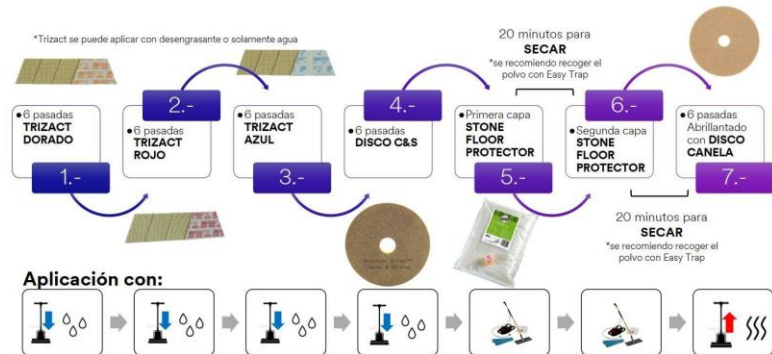 *Trizact se puede aplicar con desengrasante o solamente agua
20 minutos para
SECAR
*se recomiendo recoger el
polvo con Easy Trap
• 6 pasadas
TRIZACT
DORADO
1.-
2.-
• 6 pasadas
TRIZACT
ROJO
• 6 pasadas
TRIZACT
AZUL
3.-
4.-
• 6 pasadas
DISCO C&S
• Primera capa
STONE
FLOOR
PROTECTOR
5.-
6.-
• Segunda capa
STONE
FLOOR
PROTECTOR
• 6 pasadas
Abrillantado
con DISCO
CANELA
7.-
20 minutos para
SECAR
*se recomiendo recoger el
polvo con Easy Trap
Aplicación con: